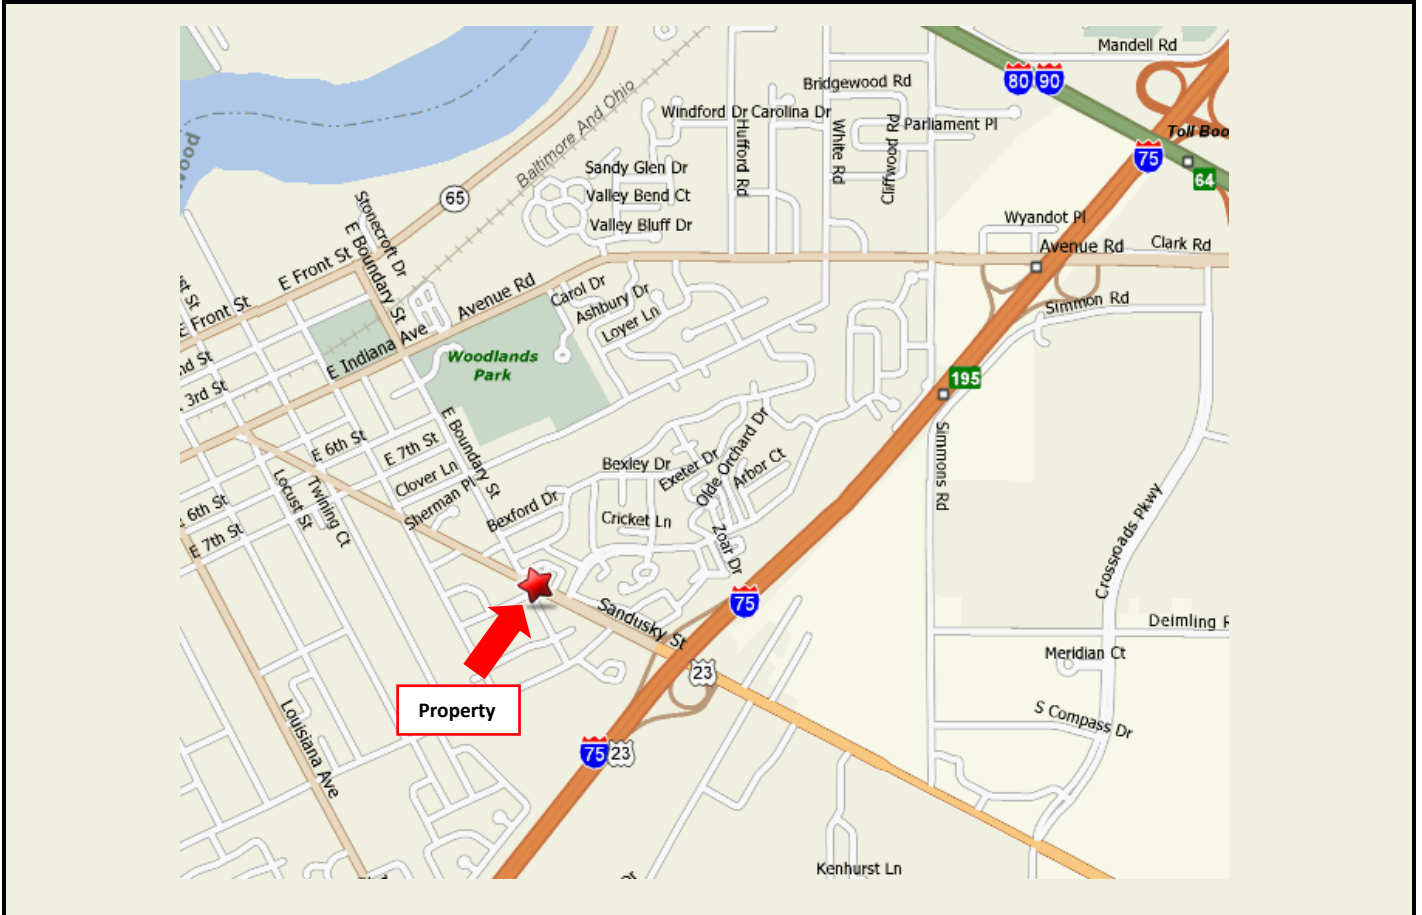 Mandell Rd
80
90
Bridgewood Rd
Baltimore And Ohio
Windford Dr
Carolina Dr
Hufford Rd
White Rd
Cliffwood Rd
Parliament Pl
Toll Boo
75
64
ood
Sandy Glen Dr
Valley Bend Ct
Valley Bluff Dr
65
Stonecroft Dr
E Boundary St
Wyandot Pl
Avenue Rd
Clark Rd
E Front St
E Front St
Avenue Rd
Carol Dr
Ashbury Dr
Loyer Ln
Simmon Rd
E Indiana Ave
Woodlands
Park
nd St
3rd St
195
E Boundary St
E 6th St
E 7th St
Clover Ln
Sherman Pl
Locust St
Twining Ct
Bexford Dr
Bexley Dr
Exeter Dr
Olde Orchard Dr
Arbor Ct
Cricket Ln
Zoar Dr
Simmons Rd
Crossroads Pkwy
6th St
E 7th St
75
Sandusky St
Deimling R
Meridian Ct
23
Property
S Compass Dr
Louisiana Ave
75
23
Kenhurst Ln